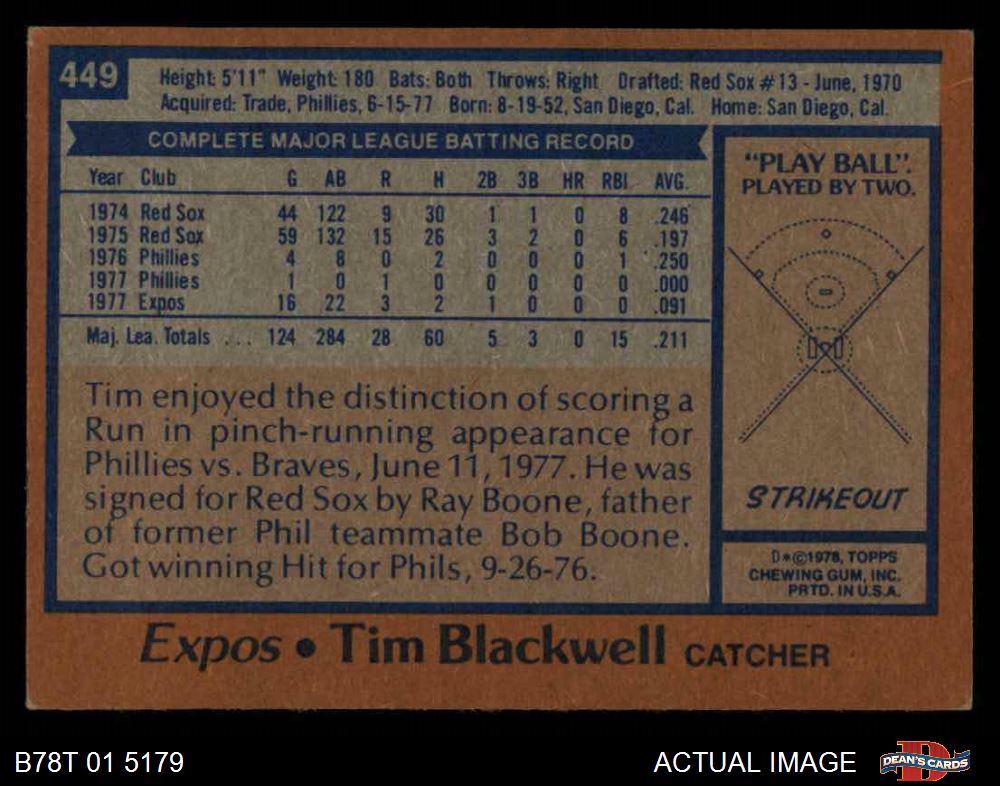 449
Height: 5'11" Weight: 180 Bats: Both Throws: Right Drafted: Red Sox #13 - June, 1970
Acquired: Trade, Phillies, 6-15-77 Born: 8-19-52, San Diego, Cal. Home: San Diego, Cal.
COMPLETE MAJOR LEAGUE BATTING RECORD
Year Club G AB R H 2B 3B HR RBI AVG.
1974 Red Sox 44 122 9 30 1 1 0 8 .246
1975 Red Sox 59 132 15 26 3 2 0 6 .197
1976 Phillies 4 8 0 2 0 0 0 1 .250
1977 Phillies 1 0 1 0 0 0 0 0 .000
1977 Expos 16 22 3 2 1 0 0 0 .091
Maj. Lea. Totals ... 124 284 28 60 5 3 0 15 .211
Tim enjoyed the distinction of scoring a
Run in pinch-running appearance for
Phillies vs. Braves, June 11, 1977. He was
signed for Red Sox by Ray Boone, father
of former Phil teammate Bob Boone.
Got winning Hit for Phils, 9-26-76.
"PLAY BALL".
PLAYED BY TWO.
STRIKEOUT
D*©1978, TOPPS
CHEWING GUM, INC.
PRTD. IN U.S.A.
Expos • Tim Blackwell CATCHER
B78T 01 5179
ACTUAL IMAGE
D
DEAN'S CARDS